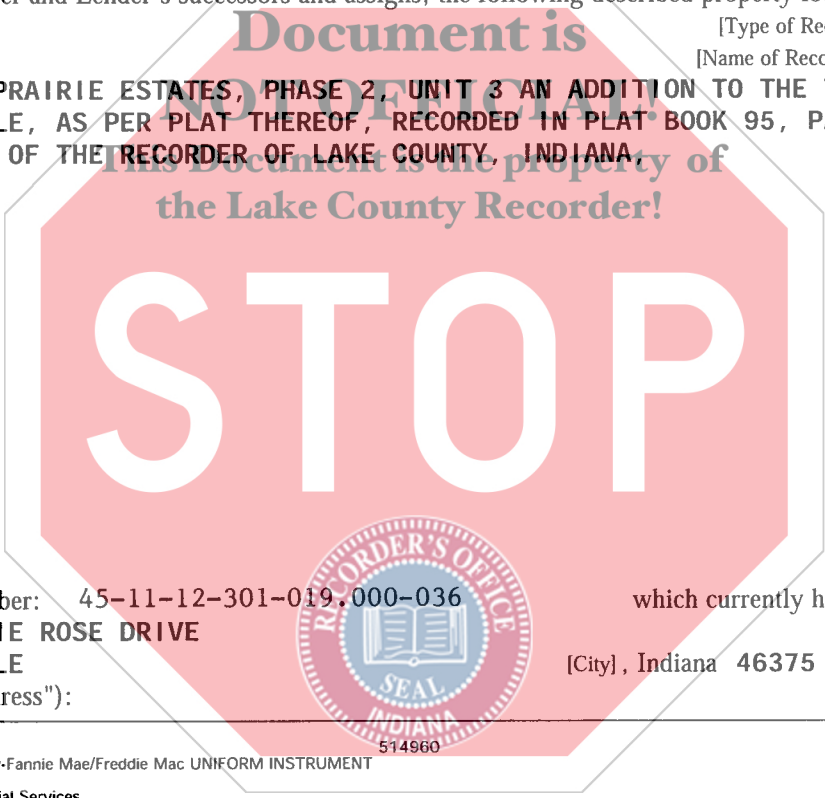 er and Lender's successors and assigns, the following described property lo
Document is
[Type of Rec
[Name of Reco
NOT OFFICIAL!
PRAIRIE ESTATES, PHASE 2, UNIT 3 AN ADDITION TO THE
LE, AS PER PLAT THEREOF, RECORDED IN PLAT BOOK 95, PA
OF THE RECORDER OF LAKE COUNTY, INDIANA,
This Document is the property of
the Lake County Recorder!
STOP
RECORDER'S OFFICE
SEAL
INDIANA
ber: 45-11-12-301-019.000-036 which currently h
IE ROSE DRIVE
LE [City], Indiana 46375
ress"):
514960
-Fannie Mae/Freddie Mac UNIFORM INSTRUMENT
ial Services